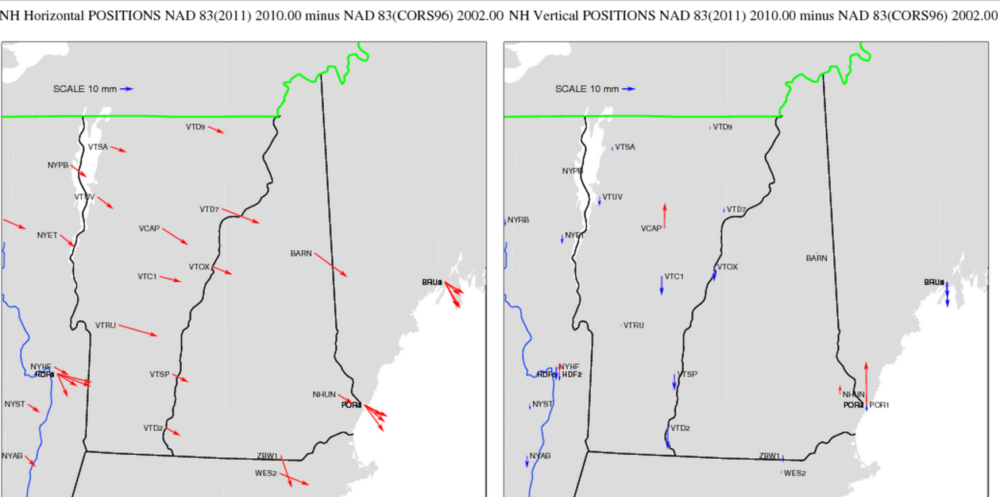 NH Horizontal POSITIONS NAD 83(2011) 2010.00 minus NAD 83(CORS96) 2002.00
SCALE 10 mm
VTD9
VTSA
NYPB
VTUV
VTD7
VCAP
NYET
BARN
VTOX
VTC1
BRU
VTRU
NYHF
HDF
VTSP
NHUN
POR
NYST
VTD2
NYAB
ZBW1
WES2
NH Vertical POSITIONS NAD 83(2011) 2010.00 minus NAD 83(CORS96) 2002.00
SCALE 10 mm
VTD9
VTSA
NYPB
VTUV
VTD7
NYRB
VCAP
NYET
BARN
VTOX
VTC1
BRU
VTRU
NYHF
HDF HDF2
VTSP
NHUN
NYST
POR POR1
VTD2
NYAB
ZBW1
WES2